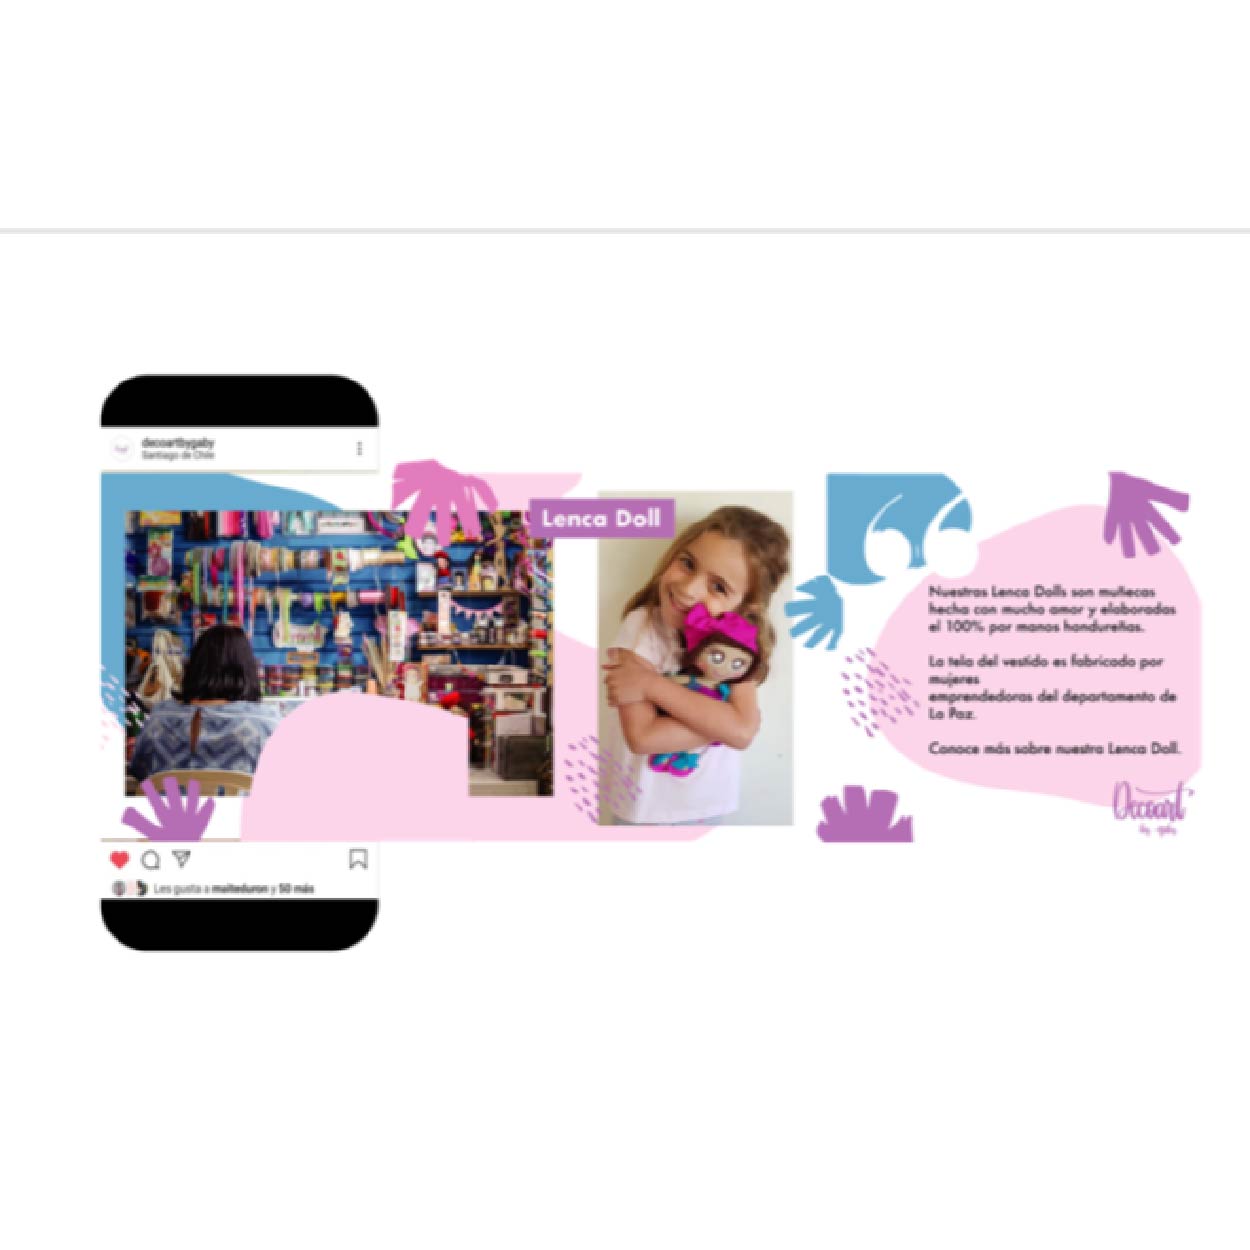 decoartbygaby
Santiago de Chile
Lenca Doll
Nuestras Lenca Dolls son muñecas
hecha con mucho amor y elaboradas
el 100% por manos hondureñas.
La tela del vestido es fabricado por
mujeres
emprendedoras del departamento de
La Paz.
Conoce más sobre nuestra Lenca Doll.
Decoart
by gaby
Les gusta a maiteduron y 50 más